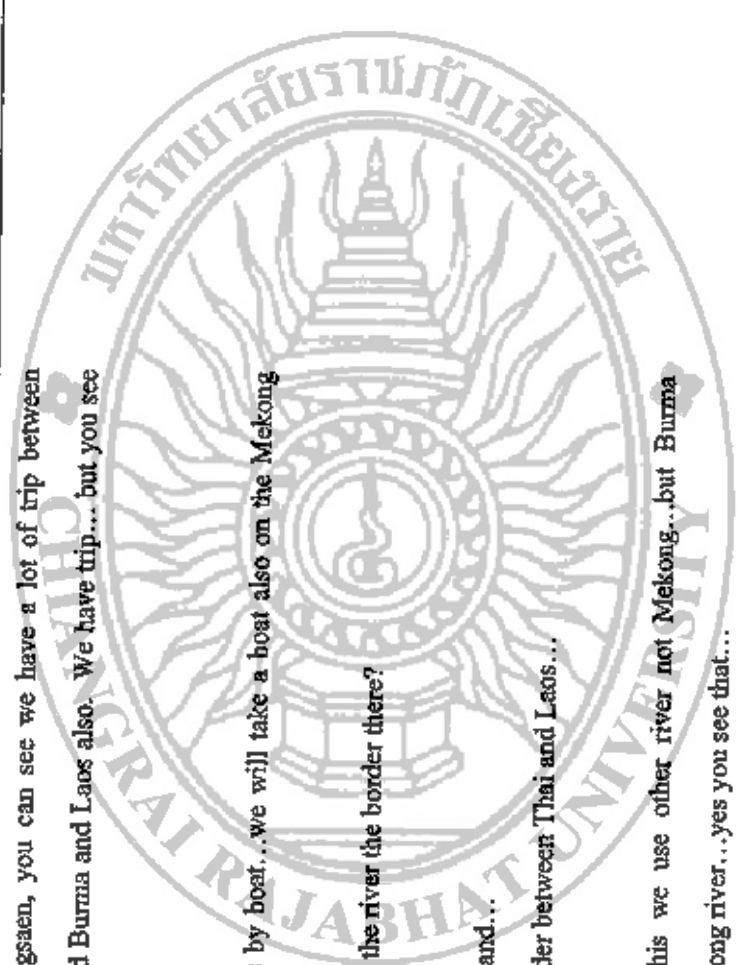 gsaen, you can see we have a lot of trip between
d Burma and Laos also. We have trip... but you see
by boat...we will take a boat also on the Mekong
the river the border there?
and...
der between Thai and Laos...
his we use other river not Mekong...but Burma
ong river...yes you see that...
มหาวิทยาลัยราชภัฏเชียงราย
CHIANGRAI RAJABHAT UNIVERSITY